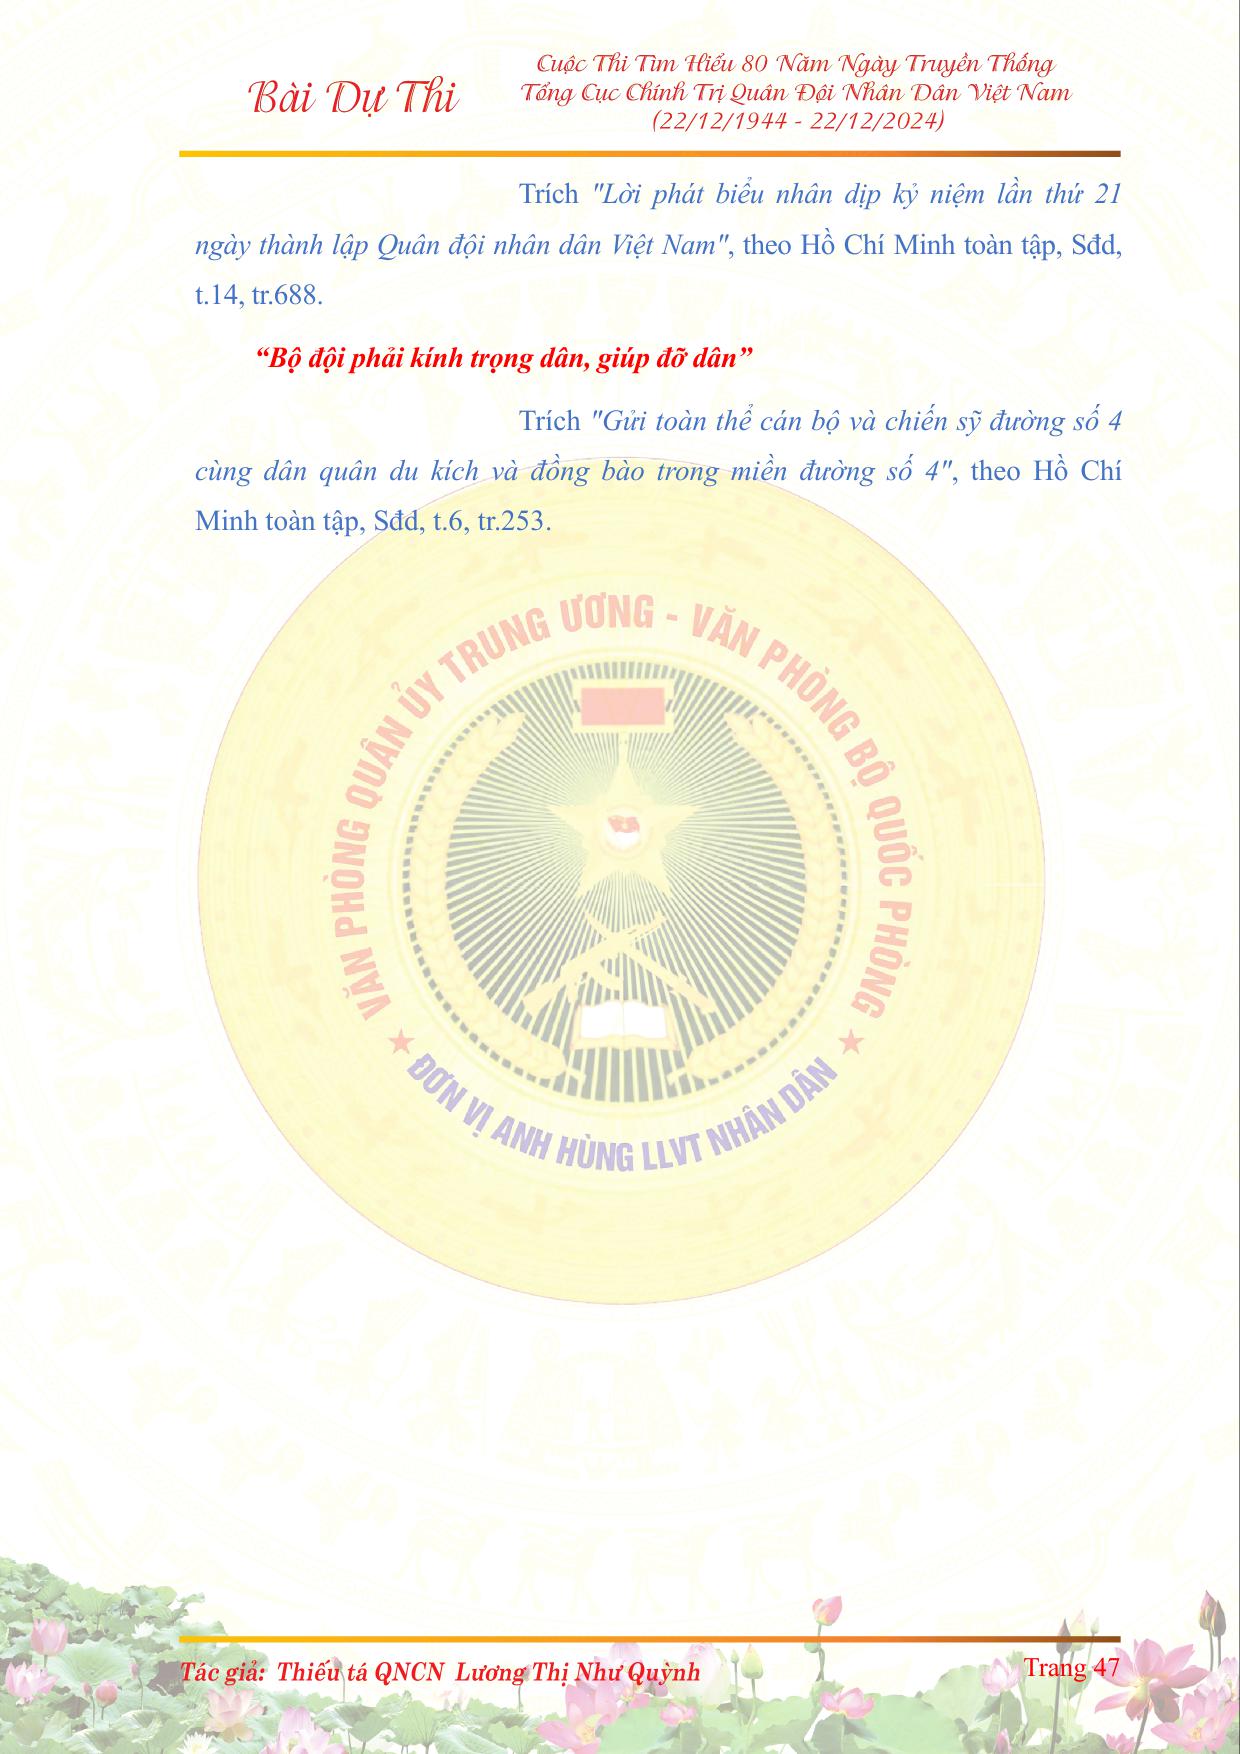 Bài Dự Thi
Cuộc Thi Tìm Hiểu 80 Năm Ngày Truyền Thống
Tổng Cục Chính Trị Quân Đội Nhân Dân Việt Nam
(22/12/1944 - 22/12/2024)
Trích "Lời phát biểu nhân dịp kỷ niệm lần thứ 21
ngày thành lập Quân đội nhân dân Việt Nam", theo Hồ Chí Minh toàn tập, Sđd,
t.14, tr.688.
“Bộ đội phải kính trọng dân, giúp đỡ dân”
Trích "Gửi toàn thể cán bộ và chiến sỹ đường số 4
cùng dân quân du kích và đồng bào trong miền đường số 4", theo Hồ Chí
Minh toàn tập, Sđd, t.6, tr.253.
VĂN PHÒNG QUÂN ỦY TRUNG ƯƠNG - VĂN PHÒNG BỘ QUỐC PHÒNG
ĐƠN VỊ ANH HÙNG LLVT NHÂN DÂN
Tác giả: Thiếu tá QNCN Lương Thị Như Quỳnh
Trang 47